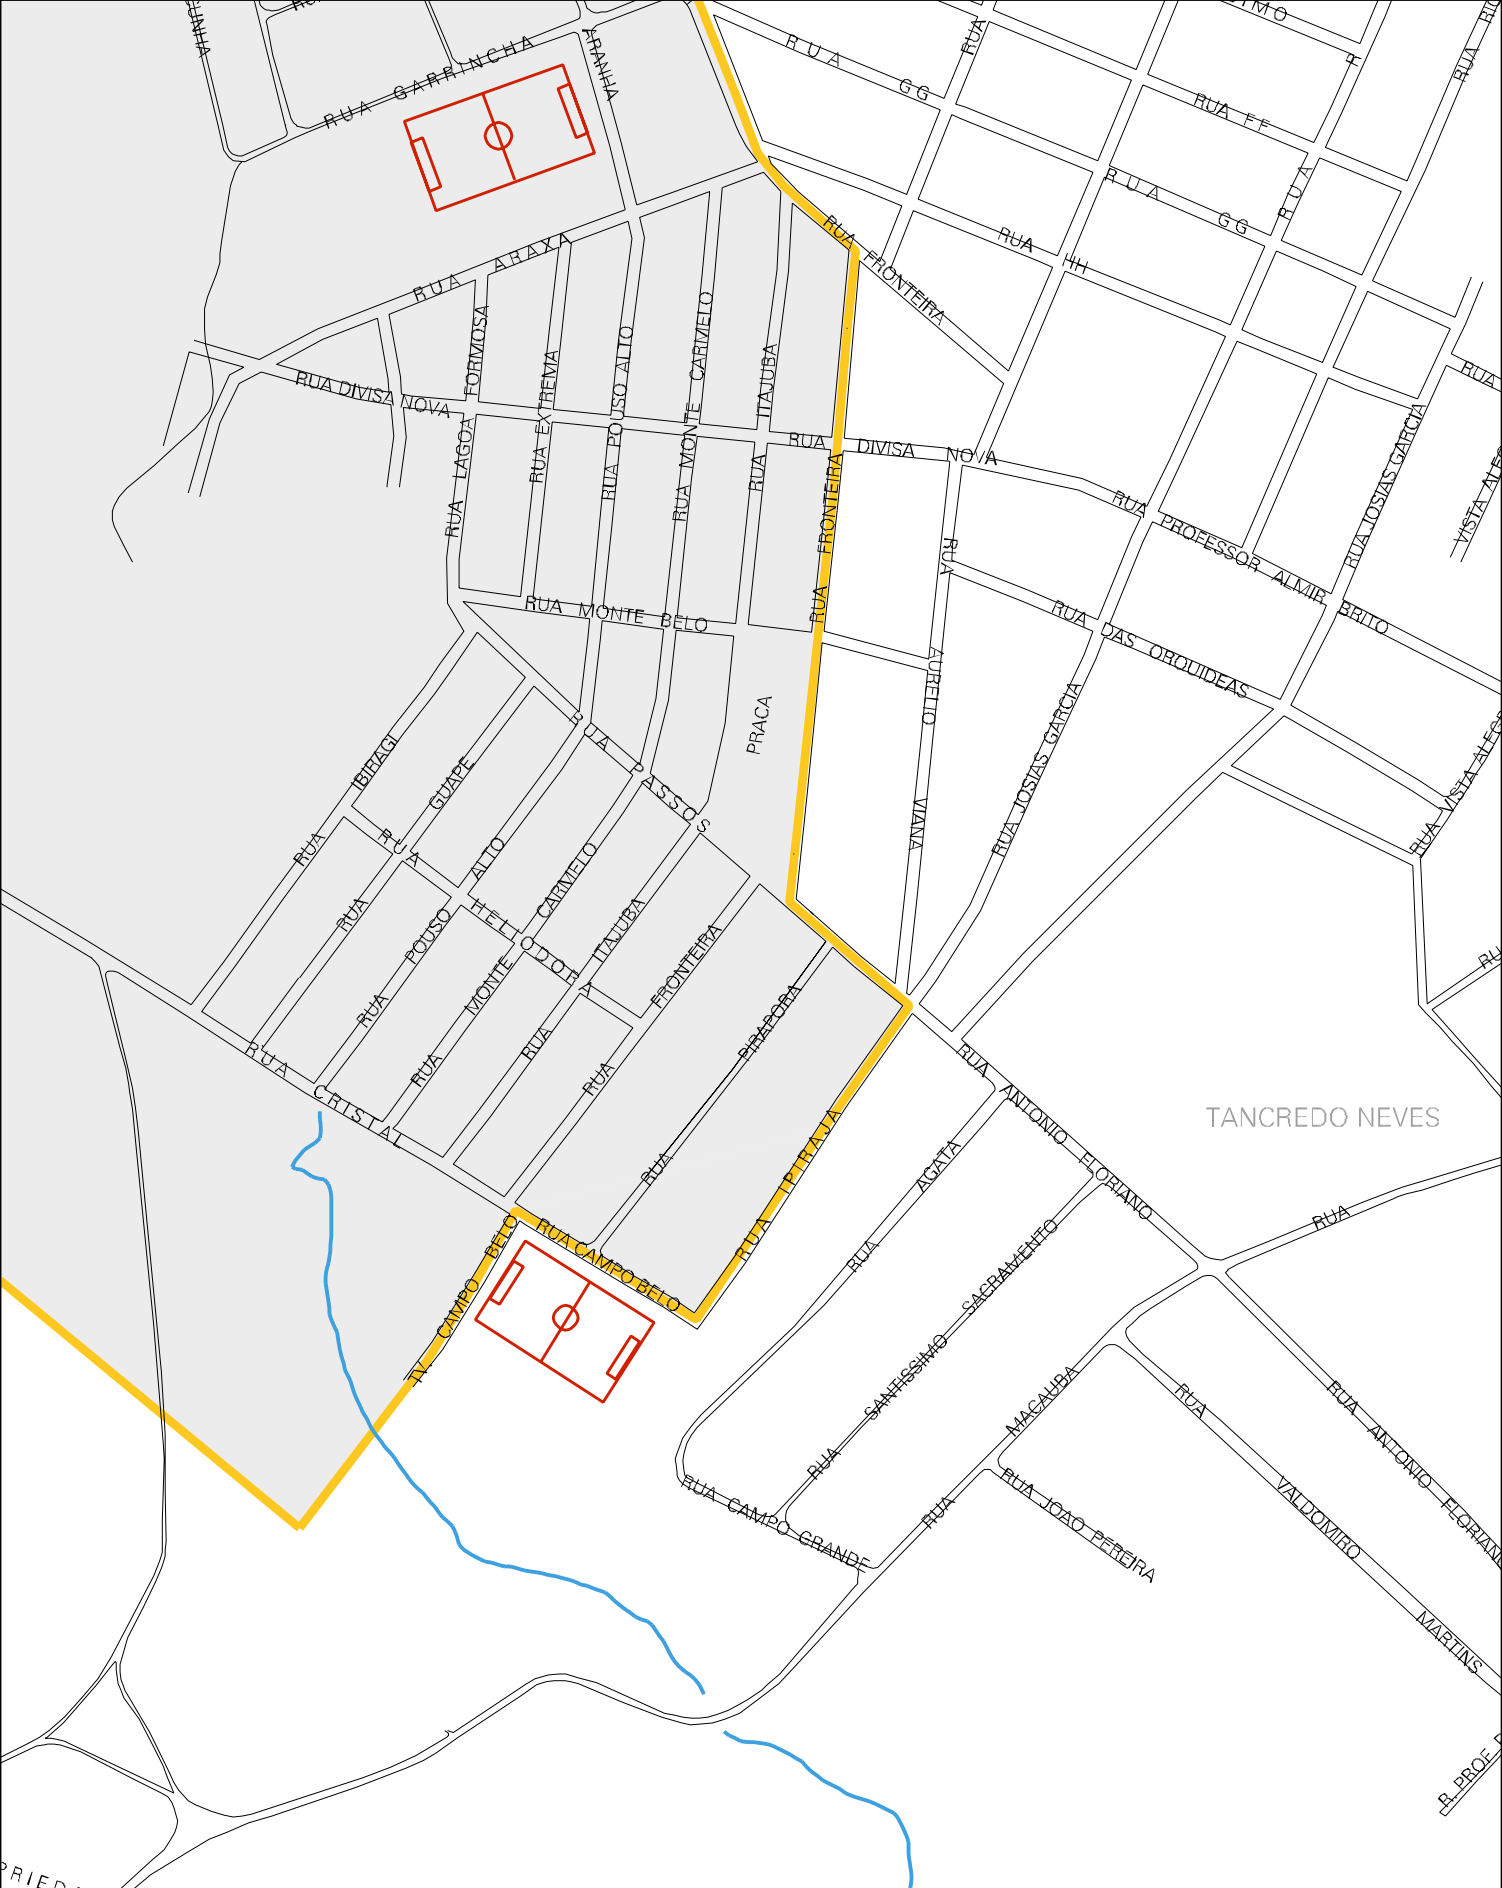 RUA GARRINCHA
ARANHA
RUA GG
RUA
RUA FF
RUA
RUA GG
RUA
RUA HH
RUA FRONTEIRA
RUA ARAXA
RUA DIVISA NOVA
RUA LAGOA FORMOSA
RUA EXTREMA
RUA POUSO ALTO
RUA MONTE CARMELO
RUA ITAJUBA
RUA DIVISA NOVA
RUA FRONTEIRA
RUA
RUA PROFESSOR ALMIR BRITO
RUA JOSIAS GARCIA
RUA
VISTA ALEG
RUA MONTE BELO
RUA AURELIO VIANA
RUA DAS ORQUIDEAS
RUA JOSIAS GARCIA
RUA VISTA ALEGR
PRACA
RUA PASSOS
RUA IBIRAGI
RUA GUAPE
RUA HELIODORA
RUA POUSO ALTO
RUA MONTE CARMELO
RUA ITAJUBA
RUA FRONTEIRA
RUA PIRAPORA
RUA CRISTAL
RUA IPIRAJA
RUA CAMPO BELO
TV. CAMPO BELO
RUA ANTONIO FLORIANO
TANCREDO NEVES
RUA AGATA
RUA SANTISSIMO SACRAMENTO
RUA
RUA MACAUBA
RUA CAMPO GRANDE
RUA JOAO PEREIRA
RUA VALDOMIRO MARTINS
RUA ANTONIO FLORIANO
R. PROF.